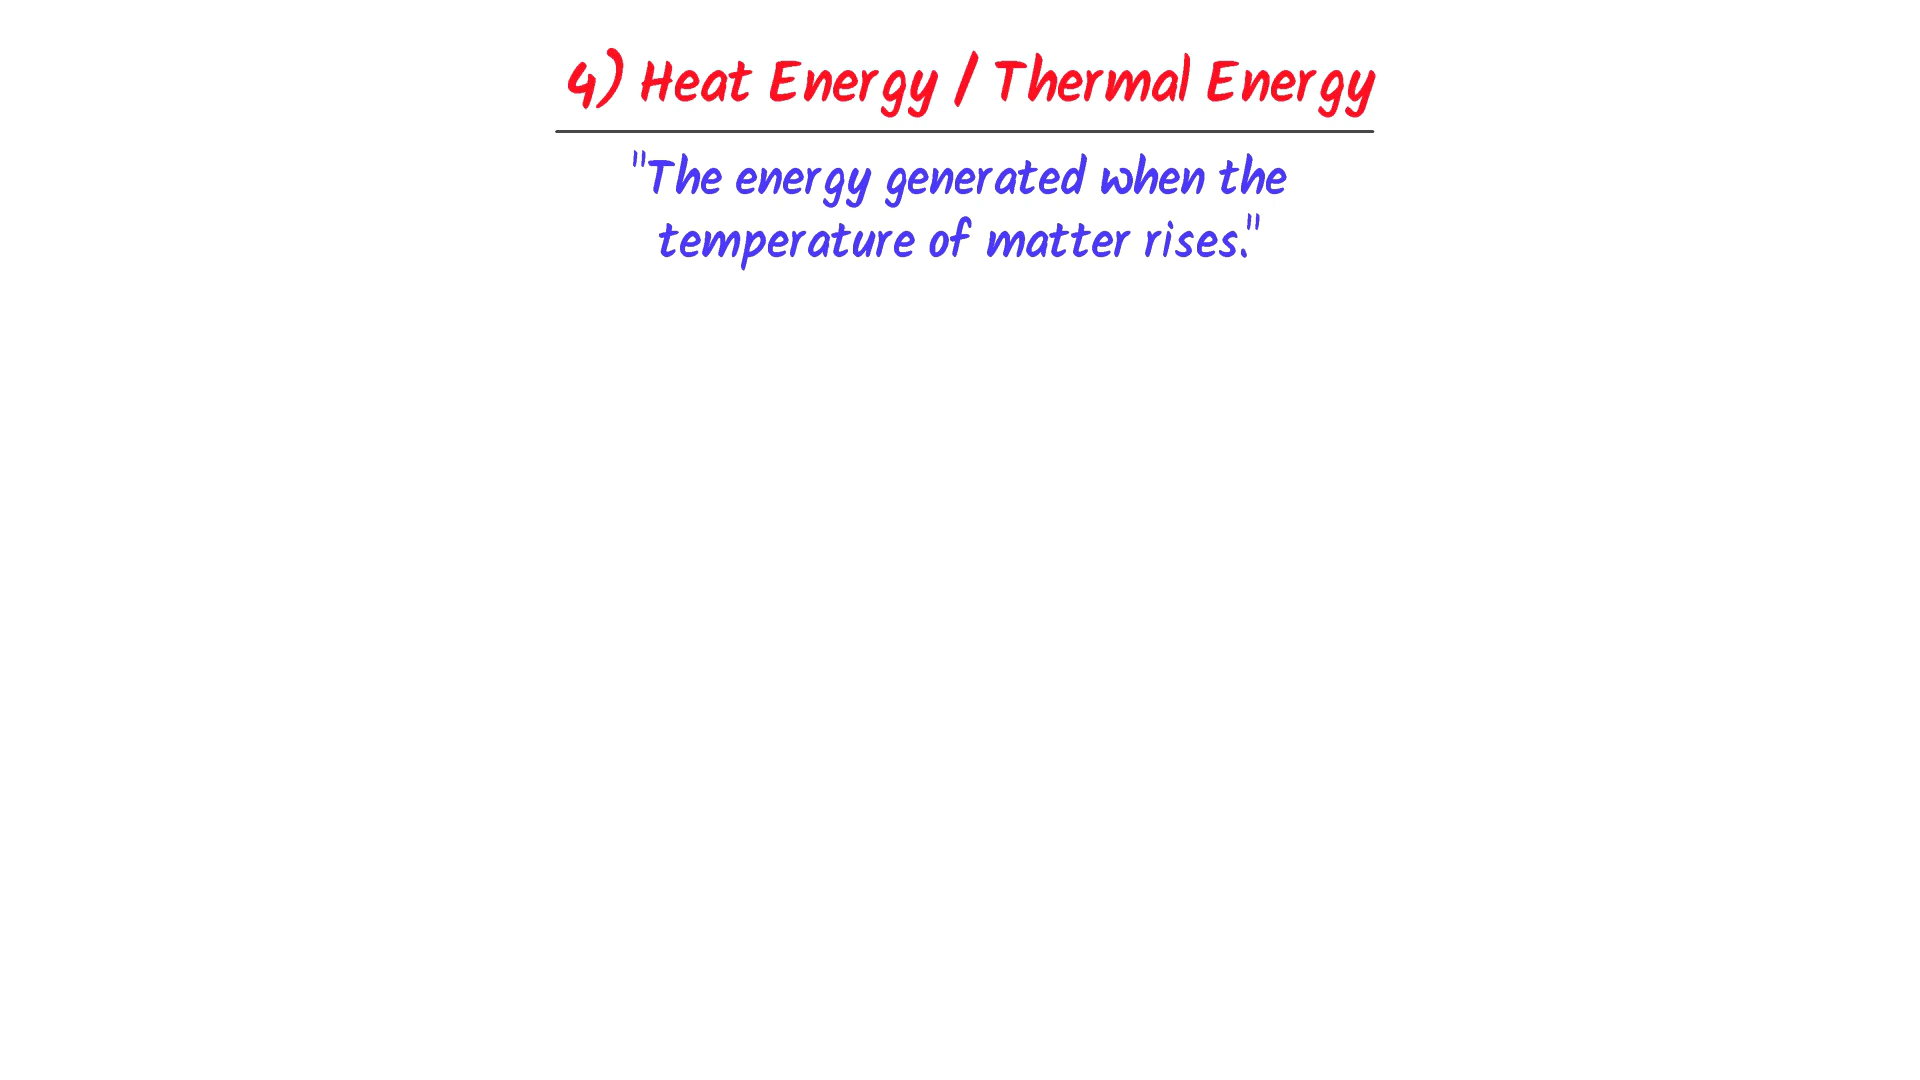 4) Heat Energy / Thermal Energy
"The energy generated when the
temperature of matter rises."